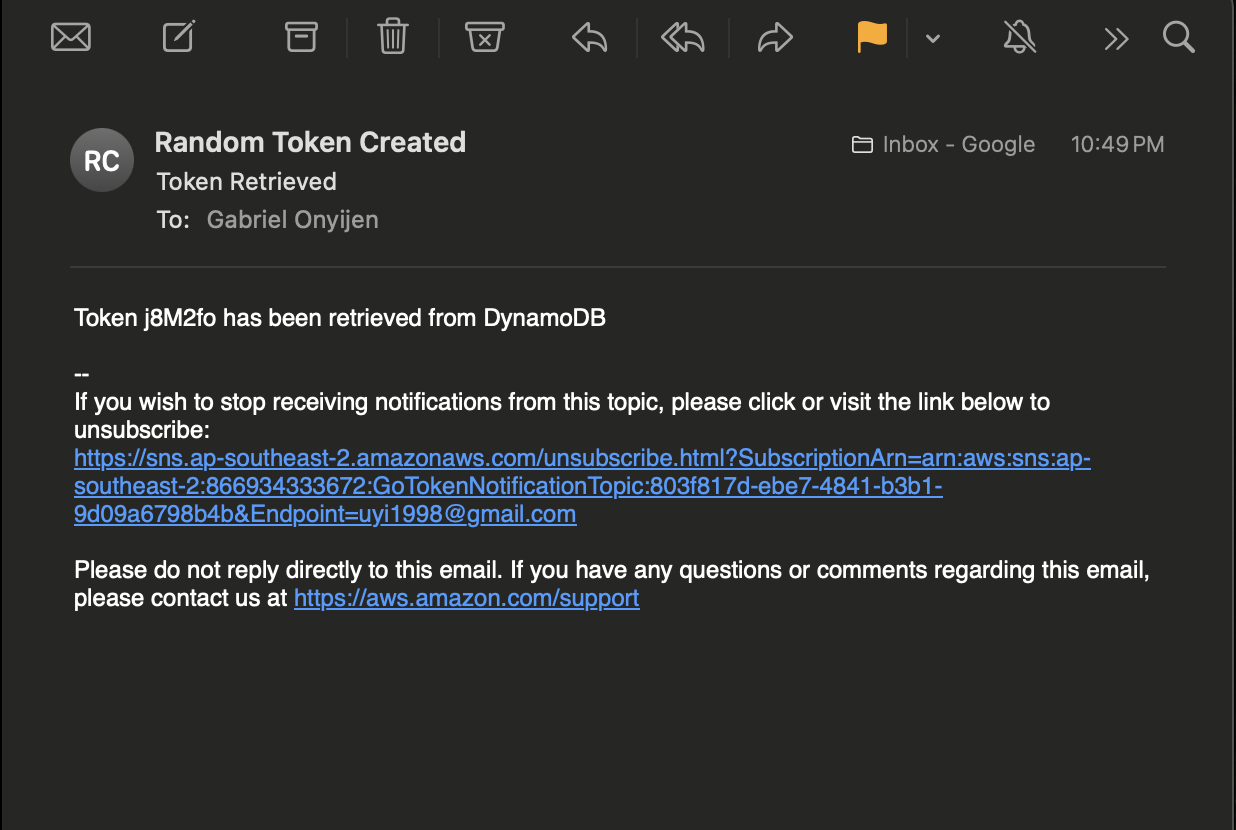 RC
Random Token Created
Inbox - Google
10:49 PM
Token Retrieved
To: Gabriel Onyijen
Token j8M2fo has been retrieved from DynamoDB
--
If you wish to stop receiving notifications from this topic, please click or visit the link below to
unsubscribe:
https://sns.ap-southeast-2.amazonaws.com/unsubscribe.html?SubscriptionArn=arn:aws:sns:ap-
southeast-2:866934333672:GoTokenNotificationTopic:803f817d-ebe7-4841-b3b1-
9d09a6798b4b&Endpoint=uyi1998@gmail.com
Please do not reply directly to this email. If you have any questions or comments regarding this email,
please contact us at https://aws.amazon.com/support